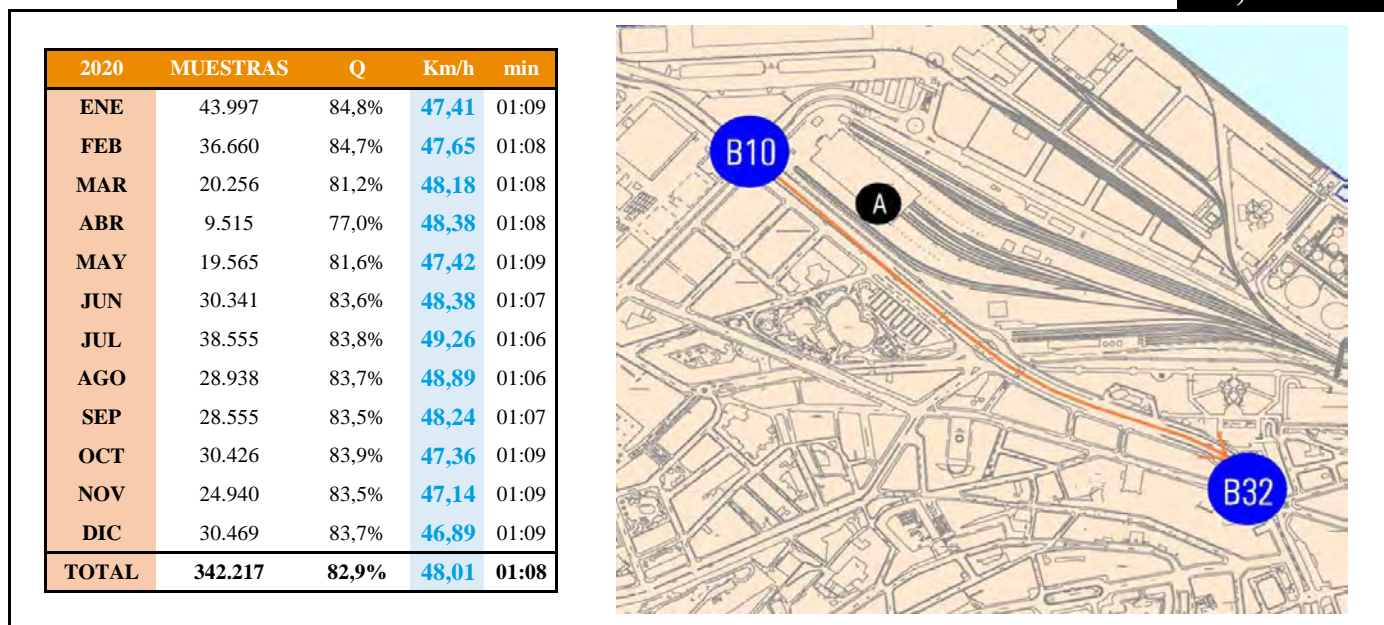 2020 MUESTRAS Q Km/h min
ENE 43.997 84,8% 47,41 01:09
FEB 36.660 84,7% 47,65 01:08
MAR 20.256 81,2% 48,18 01:08
ABR 9.515 77,0% 48,38 01:08
MAY 19.565 81,6% 47,42 01:09
JUN 30.341 83,6% 48,38 01:07
JUL 38.555 83,8% 49,26 01:06
AGO 28.938 83,7% 48,89 01:06
SEP 28.555 83,5% 48,24 01:07
OCT 30.426 83,9% 47,36 01:09
NOV 24.940 83,5% 47,14 01:09
DIC 30.469 83,7% 46,89 01:09
TOTAL 342.217 82,9% 48,01 01:08
B10
A
B32